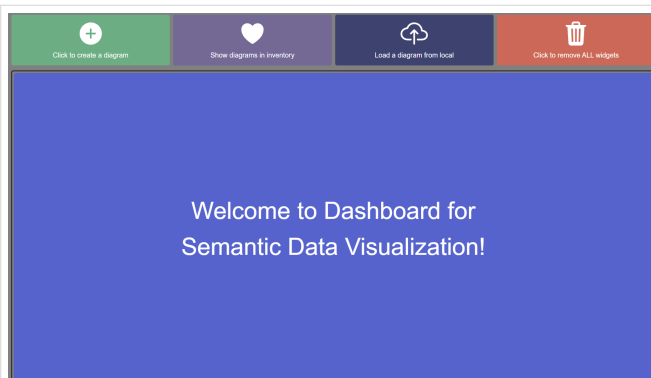 Click to create a diagram
Show diagrams in inventory
Load a diagram from local
Click to remove ALL widgets
Welcome to Dashboard for
Semantic Data Visualization!